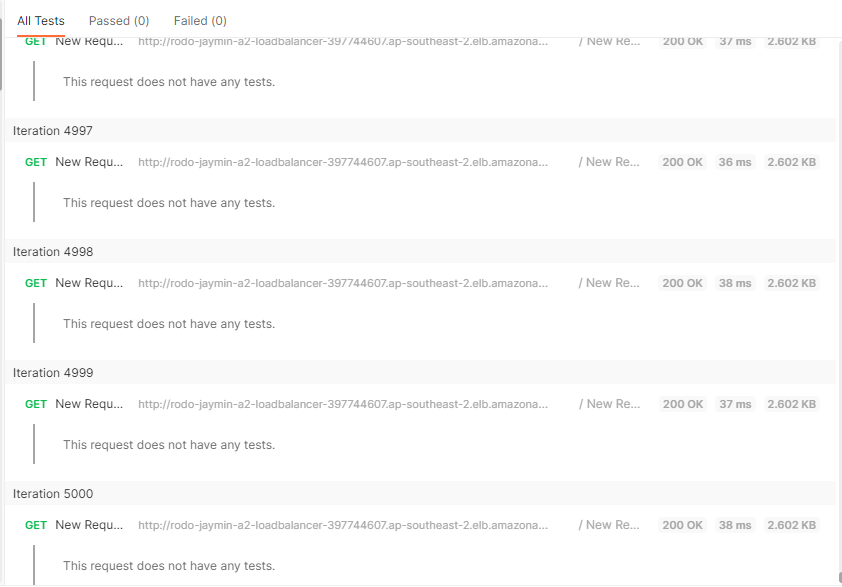 All Tests Passed (0) Failed (0)
GET New Requ... http://rodo-jaymin-a2-loadbalancer-397744607.ap-southeast-2.elb.amazona... / New Re... 200 OK 37 ms 2.602 KB
This request does not have any tests.
Iteration 4997
GET New Requ... http://rodo-jaymin-a2-loadbalancer-397744607.ap-southeast-2.elb.amazona... / New Re... 200 OK 36 ms 2.602 KB
This request does not have any tests.
Iteration 4998
GET New Requ... http://rodo-jaymin-a2-loadbalancer-397744607.ap-southeast-2.elb.amazona... / New Re... 200 OK 38 ms 2.602 KB
This request does not have any tests.
Iteration 4999
GET New Requ... http://rodo-jaymin-a2-loadbalancer-397744607.ap-southeast-2.elb.amazona... / New Re... 200 OK 37 ms 2.602 KB
This request does not have any tests.
Iteration 5000
GET New Requ... http://rodo-jaymin-a2-loadbalancer-397744607.ap-southeast-2.elb.amazona... / New Re... 200 OK 38 ms 2.602 KB
This request does not have any tests.